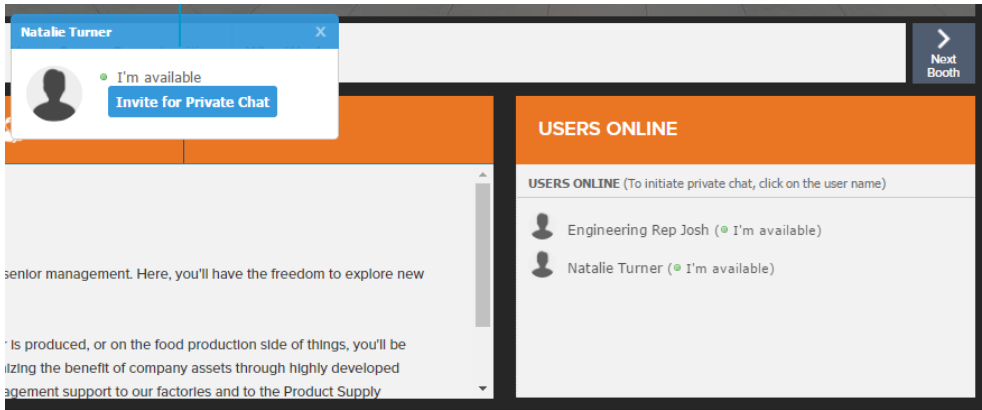 Natalie Turner X
I'm available
Invite for Private Chat
Next
Booth
USERS ONLINE
USERS ONLINE (To initiate private chat, click on the user name)
Engineering Rep Josh (I'm available)
Natalie Turner (I'm available)
senior management. Here, you'll have the freedom to explore new
is produced, or on the food production side of things, you'll be
the benefit of company assets through highly developed
support to our factories and to the Product Supply